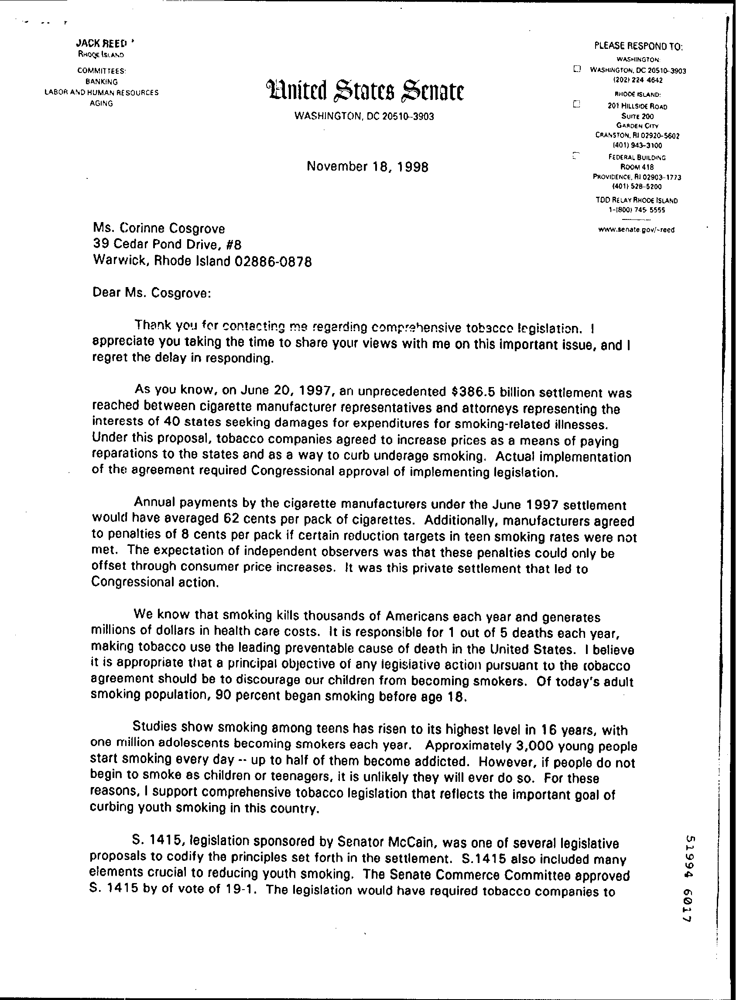 JACK REED
RHODE ISLAND
COMMITTEES:
BANKING
LABOR AND HUMAN RESOURCES
AGING
United States Senate
WASHINGTON, DC 20510-3903
November 18, 1998
PLEASE RESPOND TO:
WASHINGTON:
WASHINGTON, DC 20510-3903
(202) 224-4642
RHODE ISLAND:
201 HILLSIDE ROAD
SUITE 200
GARDEN CITY
CRANSTON, RI 02920-5602
(401) 943-3100
FEDERAL BUILDING
ROOM 418
PROVIDENCE, RI 02903-1773
(401) 528-5200
TDD RELAY RHODE ISLAND
1-(800) 745-5555
www.senate.gov/~reed
Ms. Corinne Cosgrove
39 Cedar Pond Drive, #8
Warwick, Rhode Island 02886-0878
Dear Ms. Cosgrove:
Thank you for contacting me regarding comprehensive tobacco legislation. I
appreciate you taking the time to share your views with me on this important issue, and I
regret the delay in responding.
As you know, on June 20, 1997, an unprecedented $386.5 billion settlement was
reached between cigarette manufacturer representatives and attorneys representing the
interests of 40 states seeking damages for expenditures for smoking-related illnesses.
Under this proposal, tobacco companies agreed to increase prices as a means of paying
reparations to the states and as a way to curb underage smoking. Actual implementation
of the agreement required Congressional approval of implementing legislation.
Annual payments by the cigarette manufacturers under the June 1997 settlement
would have averaged 62 cents per pack of cigarettes. Additionally, manufacturers agreed
to penalties of 8 cents per pack if certain reduction targets in teen smoking rates were not
met. The expectation of independent observers was that these penalties could only be
offset through consumer price increases. It was this private settlement that led to
Congressional action.
We know that smoking kills thousands of Americans each year and generates
millions of dollars in health care costs. It is responsible for 1 out of 5 deaths each year,
making tobacco use the leading preventable cause of death in the United States. I believe
it is appropriate that a principal objective of any legislative action pursuant to the tobacco
agreement should be to discourage our children from becoming smokers. Of today's adult
smoking population, 90 percent began smoking before age 18.
Studies show smoking among teens has risen to its highest level in 16 years, with
one million adolescents becoming smokers each year. Approximately 3,000 young people
start smoking every day -- up to half of them become addicted. However, if people do not
begin to smoke as children or teenagers, it is unlikely they will ever do so. For these
reasons, I support comprehensive tobacco legislation that reflects the important goal of
curbing youth smoking in this country.
S. 1415, legislation sponsored by Senator McCain, was one of several legislative
proposals to codify the principles set forth in the settlement. S.1415 also included many
elements crucial to reducing youth smoking. The Senate Commerce Committee approved
S. 1415 by of vote of 19-1. The legislation would have required tobacco companies to
51994 6017